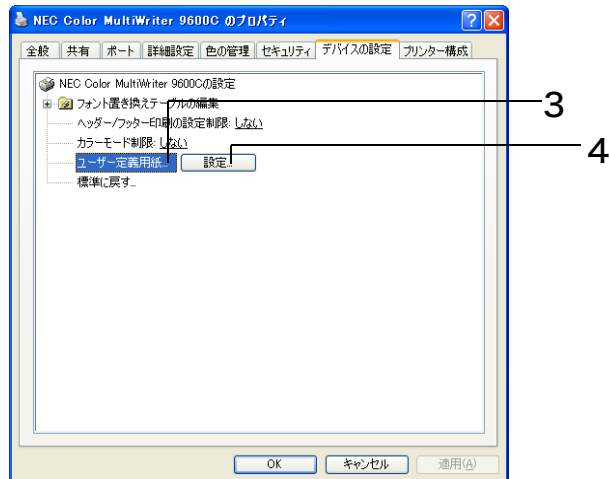 NEC Color MultiWriter 9600C のプロパティ
全般 共有 ポート 詳細設定 色の管理 セキュリティ デバイスの設定 プリンター構成
NEC Color MultiWriter 9600Cの設定
フォント置き換えテーブルの編集
3
ヘッダー/フッター印刷の設定制限: しない
カラーモード制限: しない
ユーザー定義用紙... 設定...
4
標準に戻す...
OK キャンセル 適用(A)